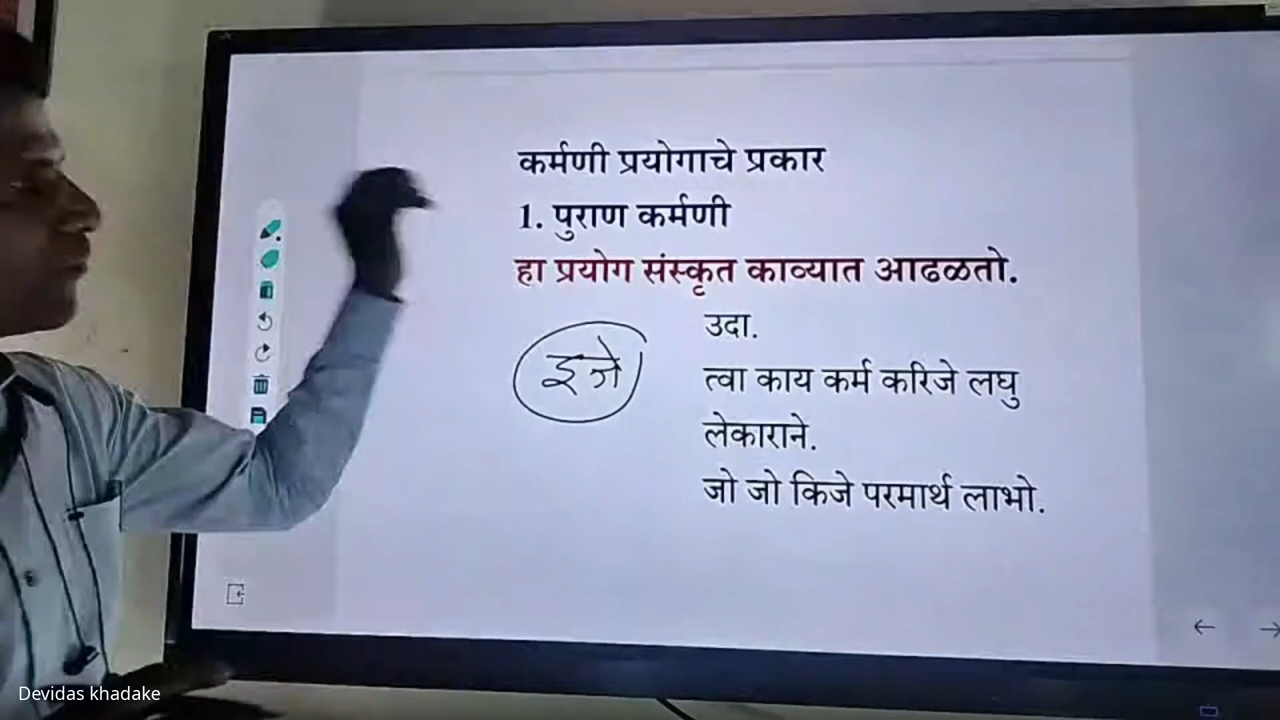 कर्मणी प्रयोगाचे प्रकार
1. पुराण कर्मणी
हा प्रयोग संस्कृत काव्यात आढळतो.
उदा.
इजे
त्वा काय कर्म करिजे लघु
लेकाराने.
जो जो किजे परमार्थ लाभो.
Devidas khadake